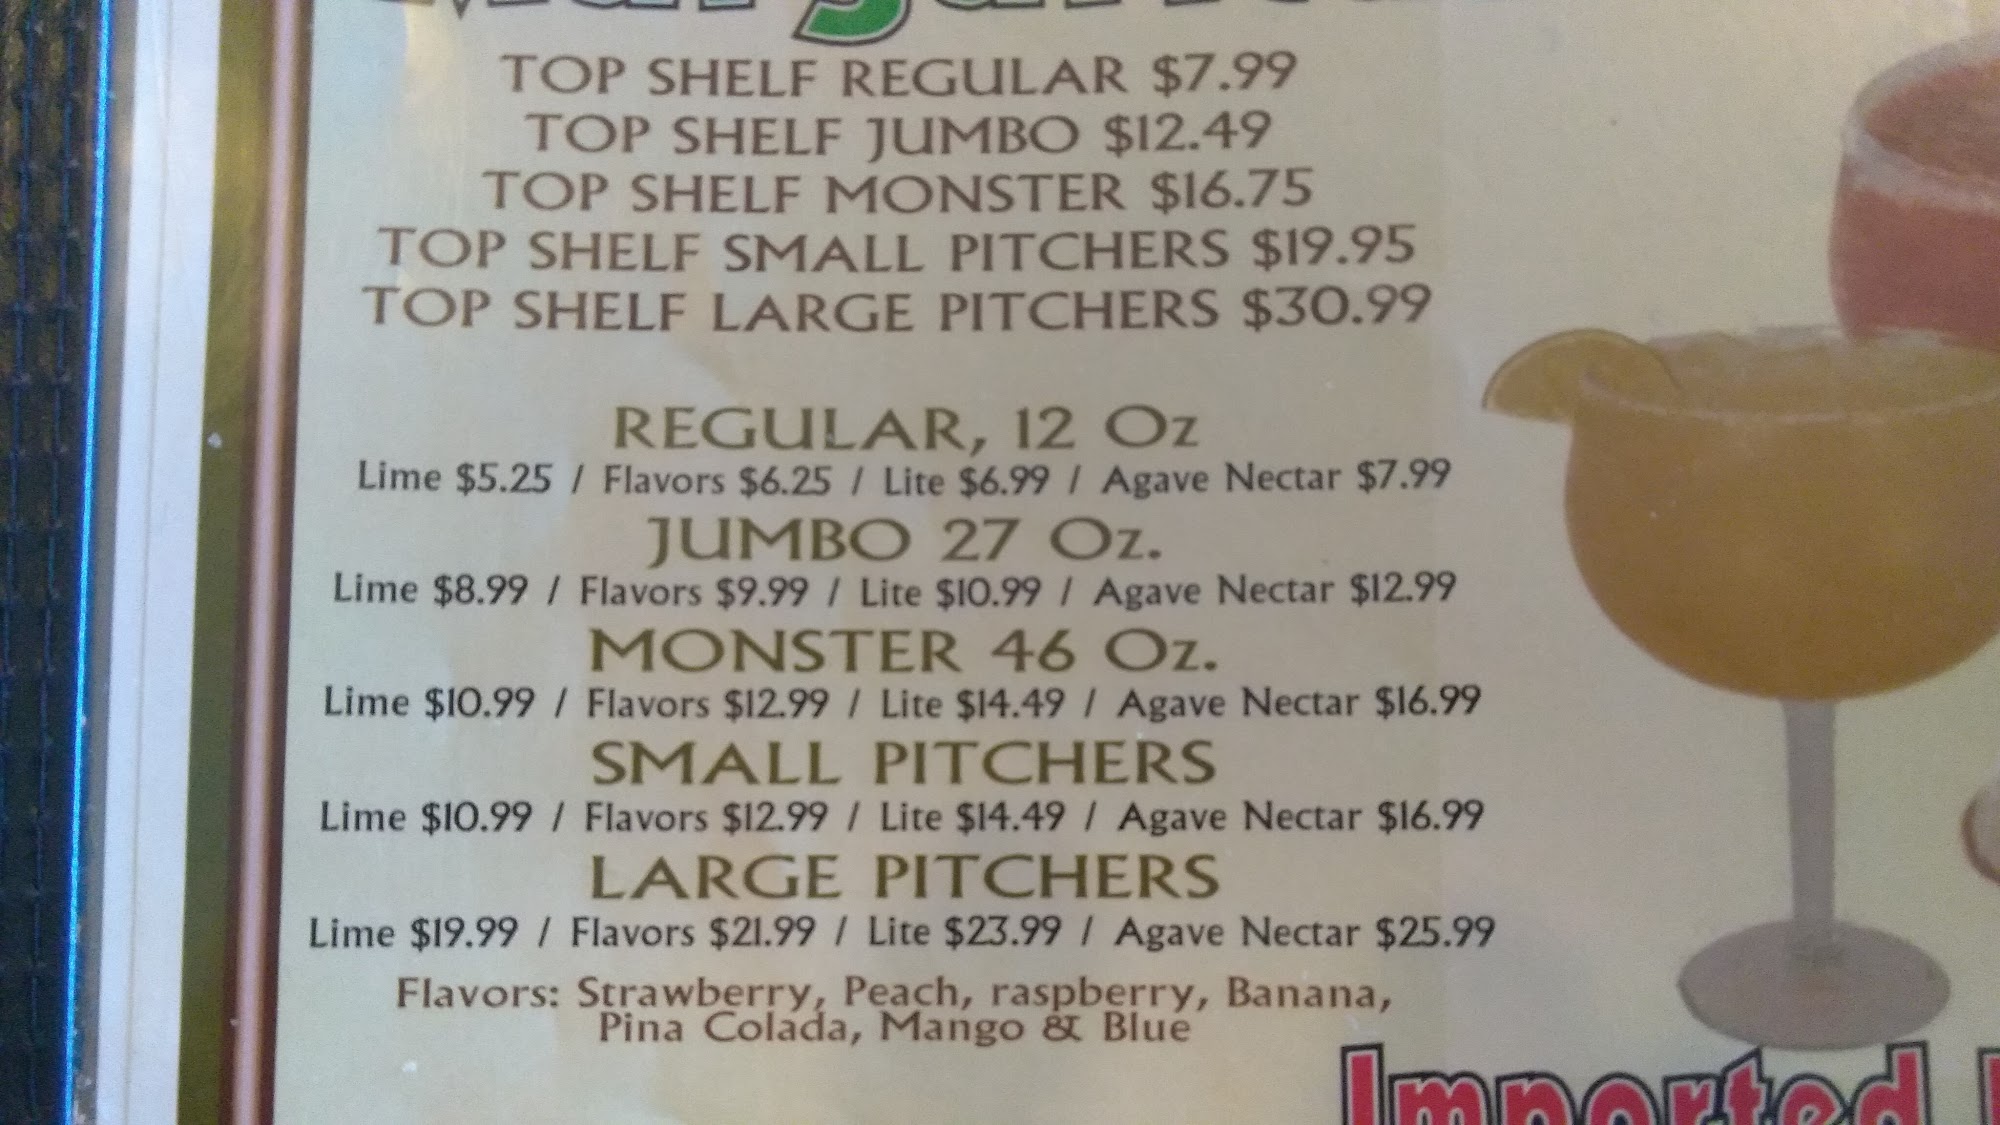 TOP SHELF REGULAR $7.99
TOP SHELF JUMBO $12.49
TOP SHELF MONSTER $16.75
TOP SHELF SMALL PITCHERS $19.95
TOP SHELF LARGE PITCHERS $30.99
REGULAR, 12 Oz
Lime $5.25 / Flavors $6.25 / Lite $6.99 / Agave Nectar $7.99
JUMBO 27 Oz.
Lime $8.99 / Flavors $9.99 / Lite $10.99 / Agave Nectar $12.99
MONSTER 46 Oz.
Lime $10.99 / Flavors $12.99 / Lite $14.49 / Agave Nectar $16.99
SMALL PITCHERS
Lime $10.99 / Flavors $12.99 / Lite $14.49 / Agave Nectar $16.99
LARGE PITCHERS
Lime $19.99 / Flavors $21.99 / Lite $23.99 / Agave Nectar $25.99
Flavors: Strawberry, Peach, raspberry, Banana,
Pina Colada, Mango & Blue
Imported